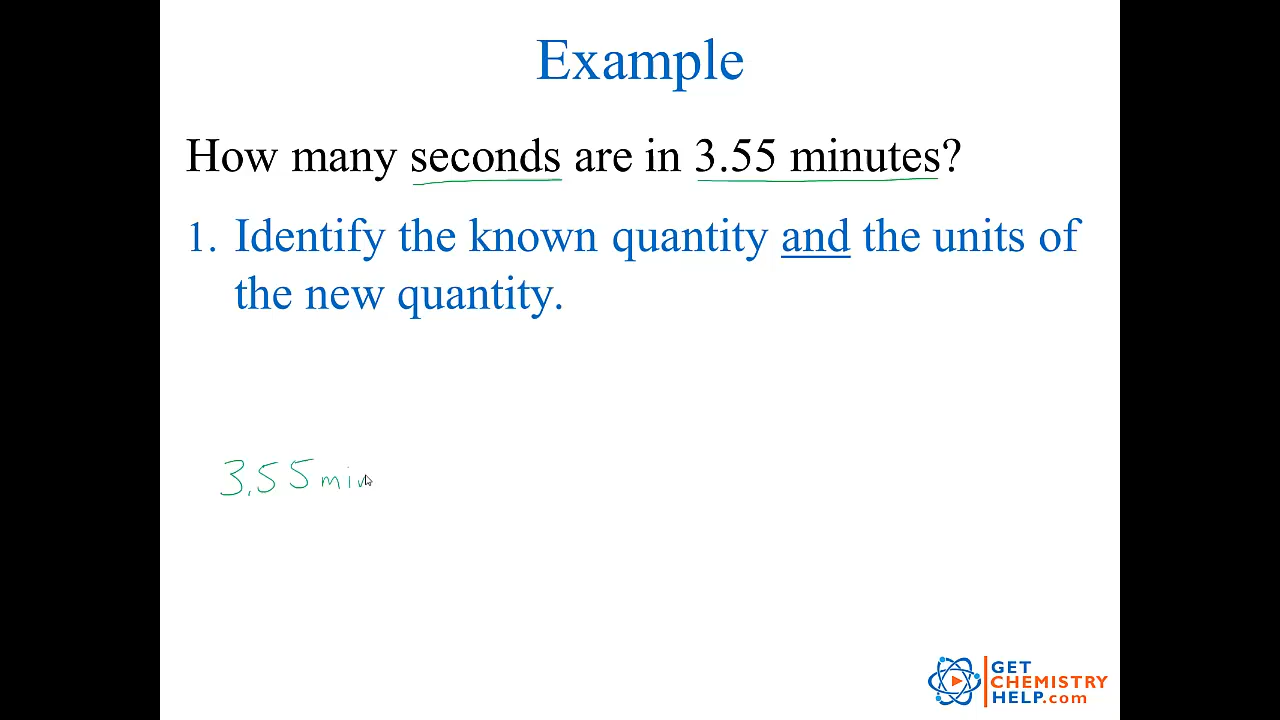 Example
How many seconds are in 3.55 minutes?
1. Identify the known quantity and the units of
the new quantity.
3.55 min
GET
CHEMISTRY
HELP.com